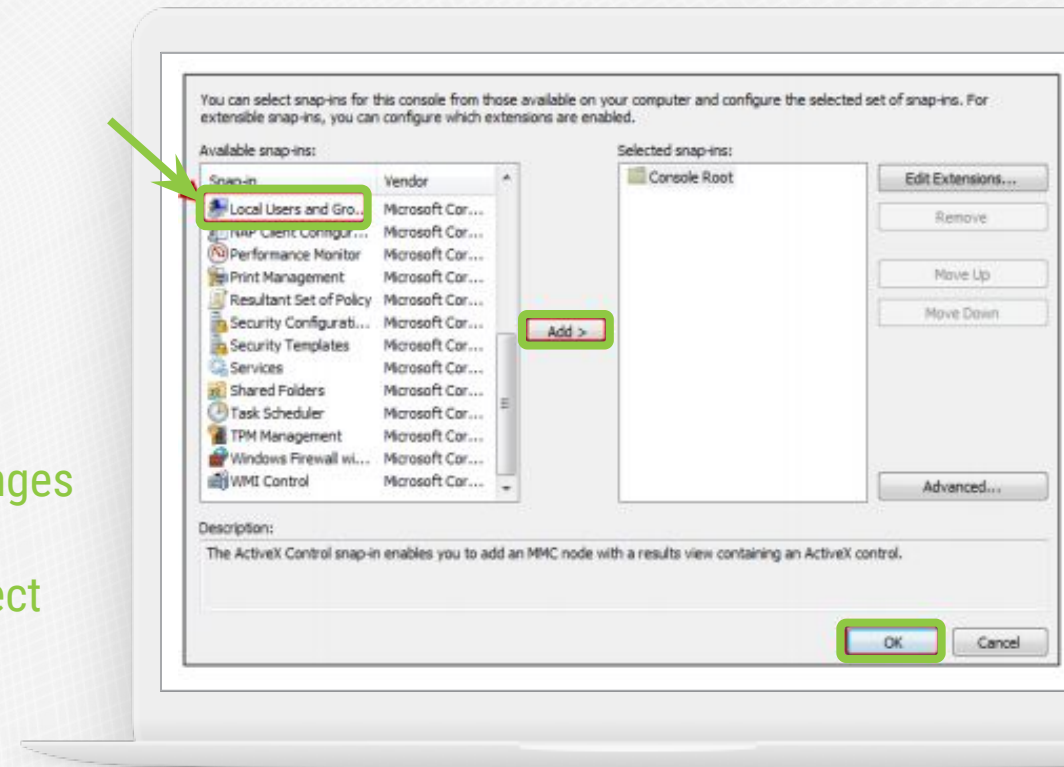 You can select snap-ins for this console from those available on your computer and configure the selected set of snap-ins. For
extensible snap-ins, you can configure which extensions are enabled.
Available snap-ins:
Selected snap-ins:
Snap-in Vendor
Local Users and Gro... Microsoft Cor...
NAP Client Configur... Microsoft Cor...
Performance Monitor Microsoft Cor...
Print Management Microsoft Cor...
Resultant Set of Policy Microsoft Cor...
Security Configurati... Microsoft Cor...
Security Templates Microsoft Cor...
Services Microsoft Cor...
Shared Folders Microsoft Cor...
Task Scheduler Microsoft Cor...
TPM Management Microsoft Cor...
Windows Firewall wi... Microsoft Cor...
WMI Control Microsoft Cor...
Add >
Console Root
Edit Extensions...
Remove
Move Up
Move Down
Advanced...
Description:
The ActiveX Control snap-in enables you to add an MMC node with a results view containing an ActiveX control.
OK
Cancel